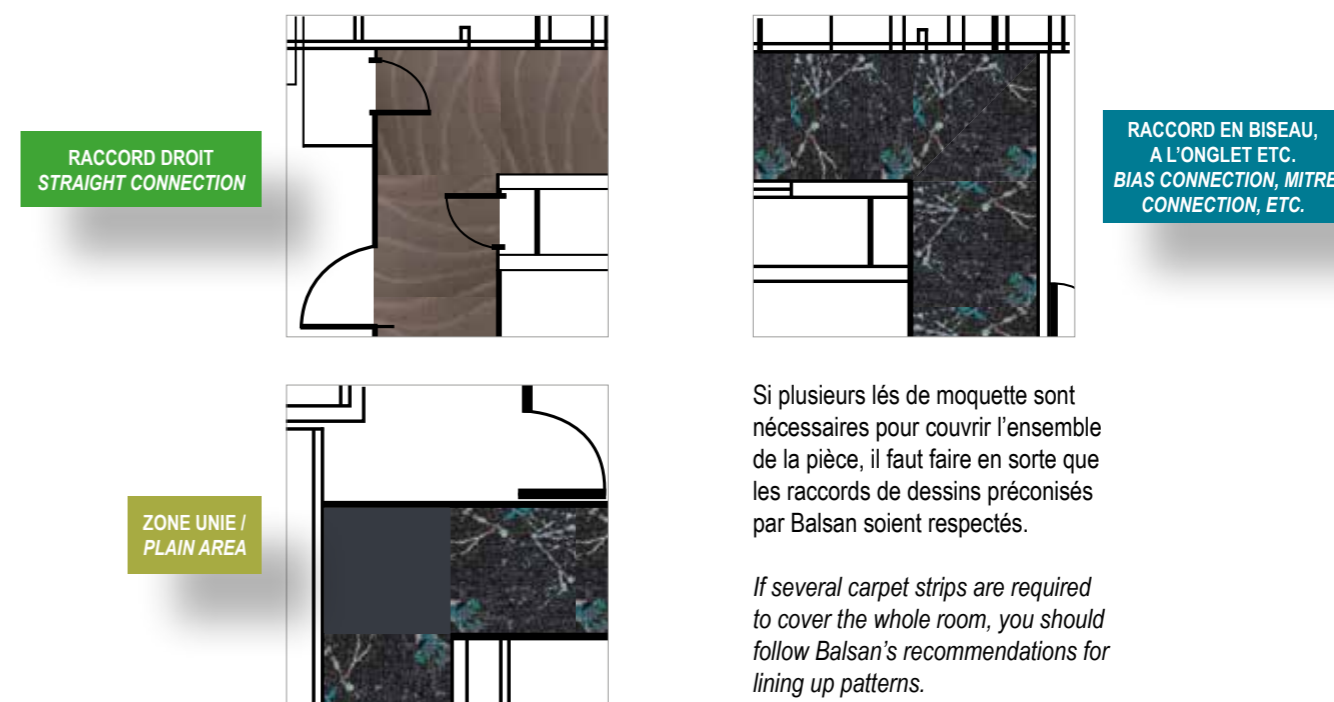 RACCORD DROIT
STRAIGHT CONNECTION
RACCORD EN BISEAU,
A L'ONGLET ETC.
BIAS CONNECTION, MITRE
CONNECTION, ETC.
ZONE UNIE /
PLAIN AREA
Si plusieurs lés de moquette sont
nécessaires pour couvrir l'ensemble
de la pièce, il faut faire en sorte que
les raccords de dessins préconisés
par Balsan soient respectés.
If several carpet strips are required
to cover the whole room, you should
follow Balsan's recommendations for
lining up patterns.